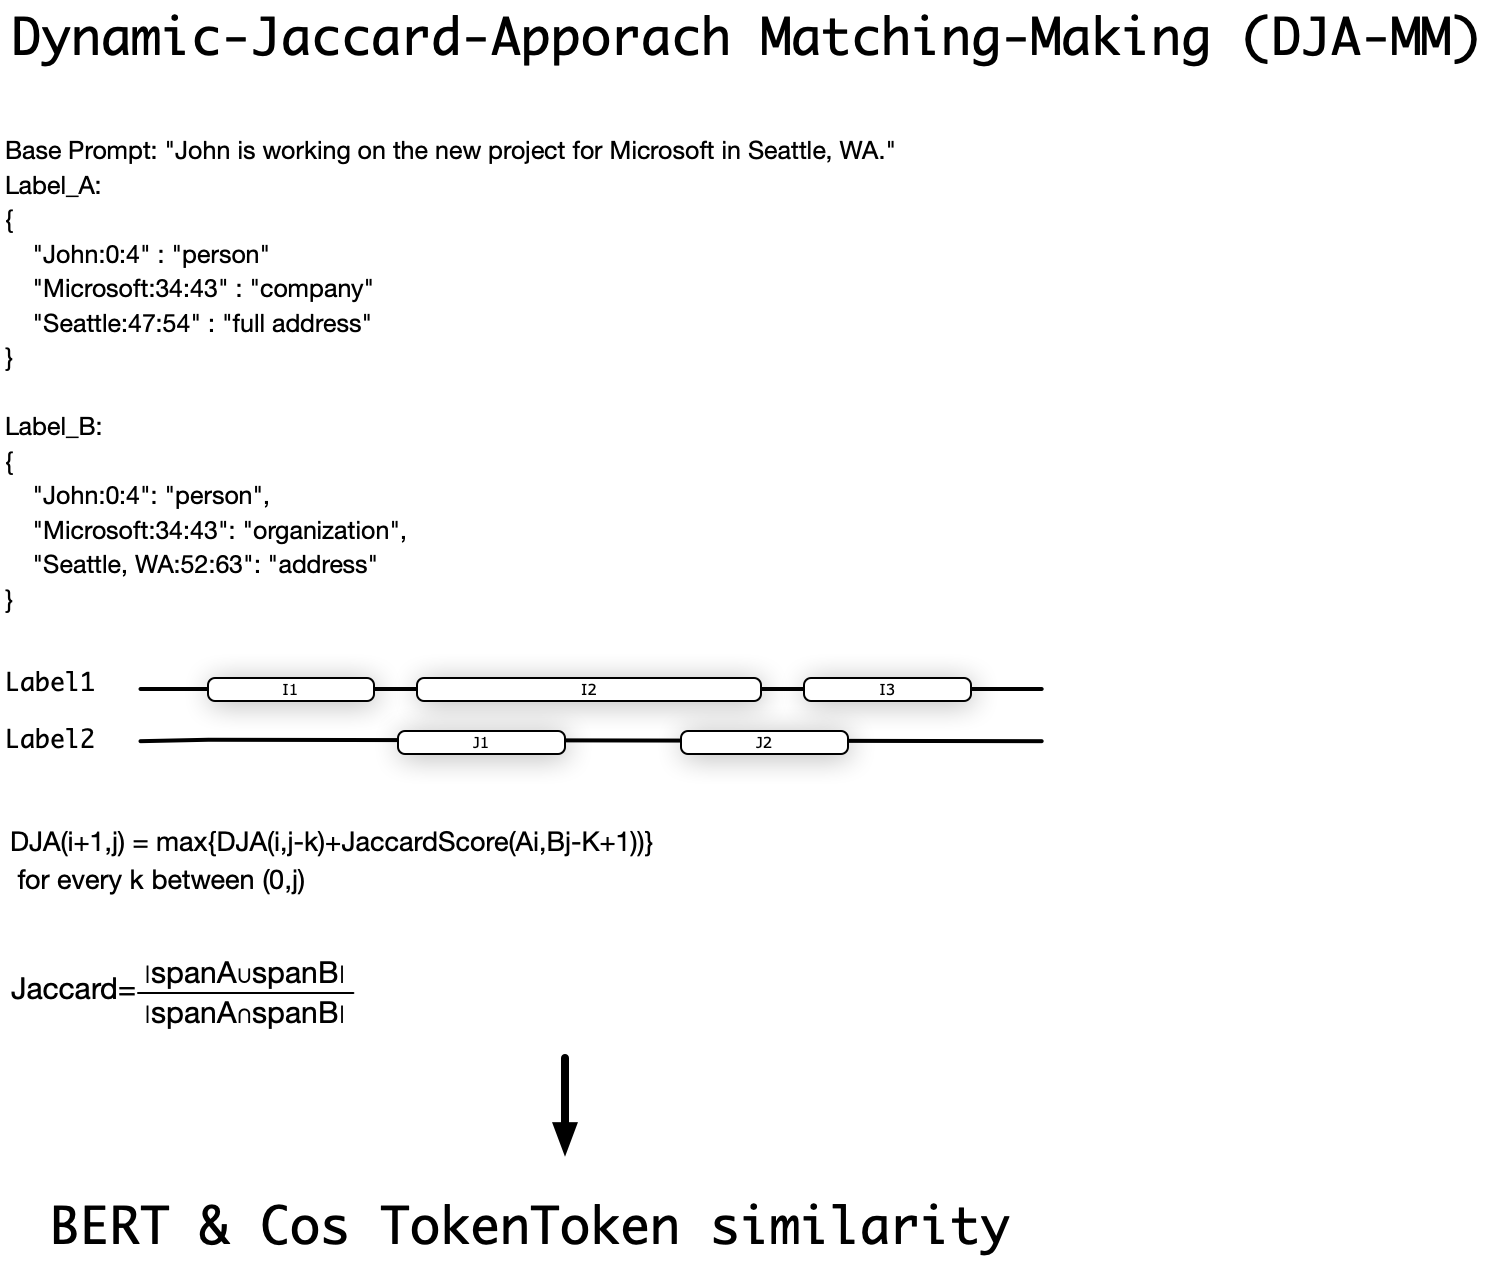 Dynamic-Jaccard-Apporach Matching-Making (DJA-MM)
Base Prompt: "John is working on the new project for Microsoft in Seattle, WA."
Label_A:
{
"John:0:4" : "person"
"Microsoft:34:43" : "company"
"Seattle:47:54" : "full address"
}
Label_B:
{
"John:0:4": "person",
"Microsoft:34:43": "organization",
"Seattle, WA:52:63": "address"
}
Label1 I1 I2 I3
Label2 J1 J2
DJA(i+1,j) = max{DJA(i,j-k)+JaccardScore(Ai,Bj-K+1))}
for every k between (0,j)
Jaccard=
|spanA∪spanB|
|spanA∩spanB|
BERT & Cos TokenToken similarity